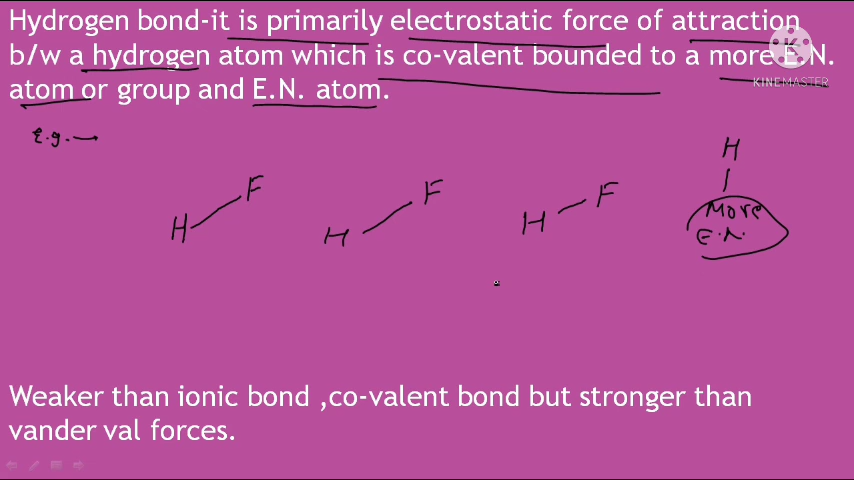 Hydrogen bond-it is primarily electrostatic force of attraction
b/w a hydrogen atom which is co-valent bounded to a more E.N.
atom or group and E.N. atom.
KINEMASTER
E.g.→
H
F F F
H H H
More
E.N.
Weaker than ionic bond ,co-valent bond but stronger than
vander val forces.